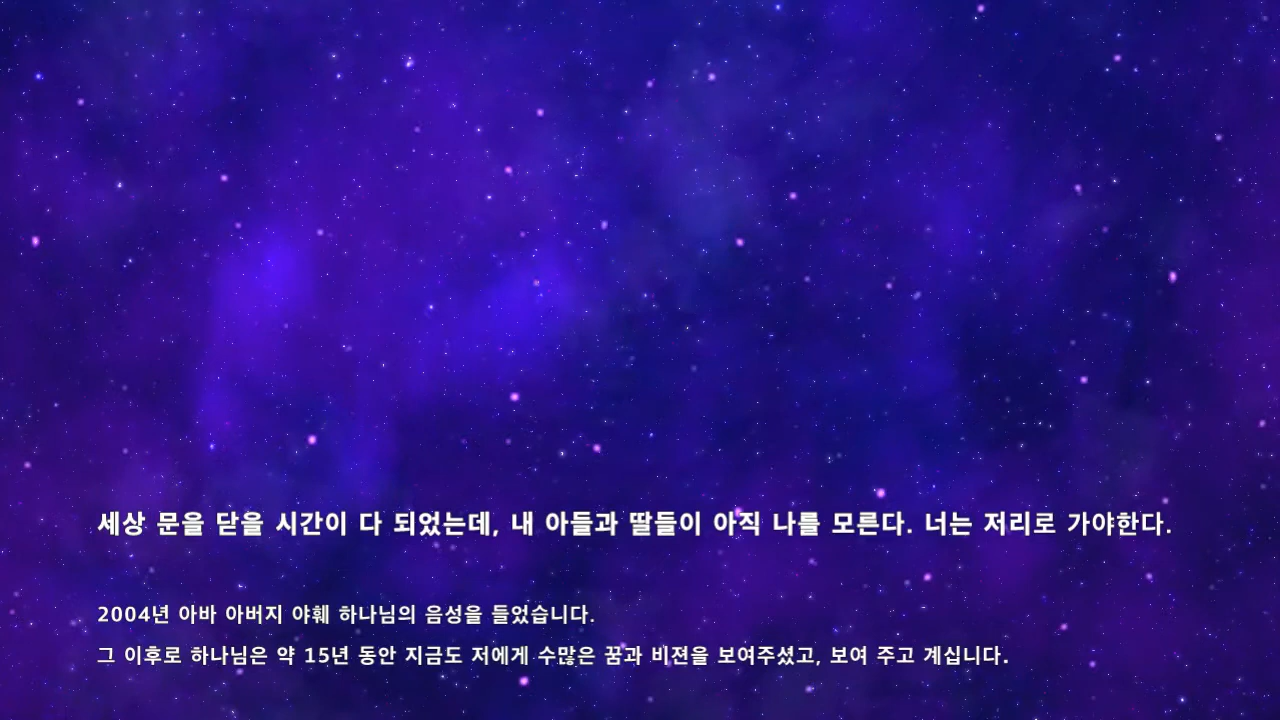 세상 문을 닫을 시간이 다 되었는데, 내 아들과 딸들이 아직 나를 모른다. 너는 저리로 가야한다.
2004년 아바 아버지 야훼 하나님의 음성을 들었습니다.
그 이후로 하나님은 약 15년 동안 지금도 저에게 수많은 꿈과 비젼을 보여주셨고, 보여 주고 계십니다.